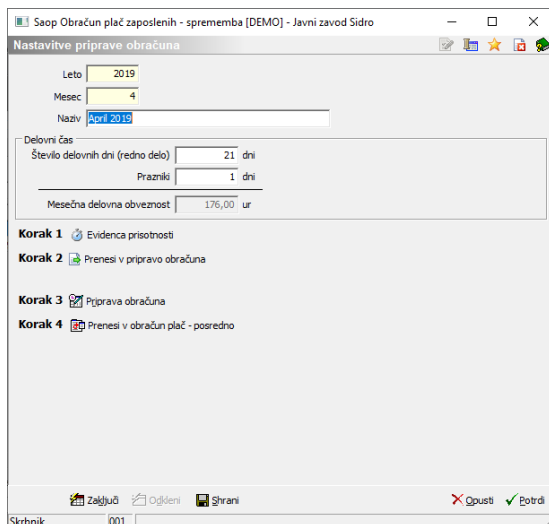 Saop Obračun plač zaposlenih - sprememba [DEMO] - Javni zavod Sidro
Nastavitve priprave obračuna
Leto 2019
Mesec 4
Naziv April 2019
Delovni čas
Število delovnih dni (redno delo) 21 dni
Prazniki 1 dni
Mesečna delovna obveznost 176,00 ur
Korak 1 Evidenca prisotnosti
Korak 2 Prenesi v pripravo obračuna
Korak 3 Priprava obračuna
Korak 4 Prenesi v obračun plač - posredno
Zaključi Odkleni Shrani Opusti Potrdi
Skrbnik 001